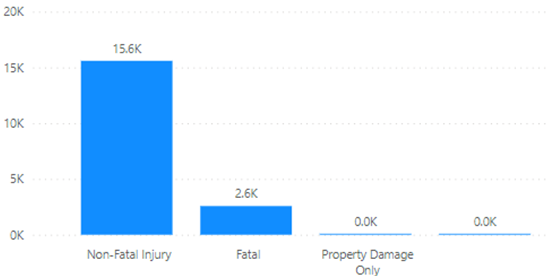 20K
15.6K
15K
10K
5K
2.6K
0.0K
0.0K
0K
Non-Fatal Injury
Fatal
Property Damage
Only